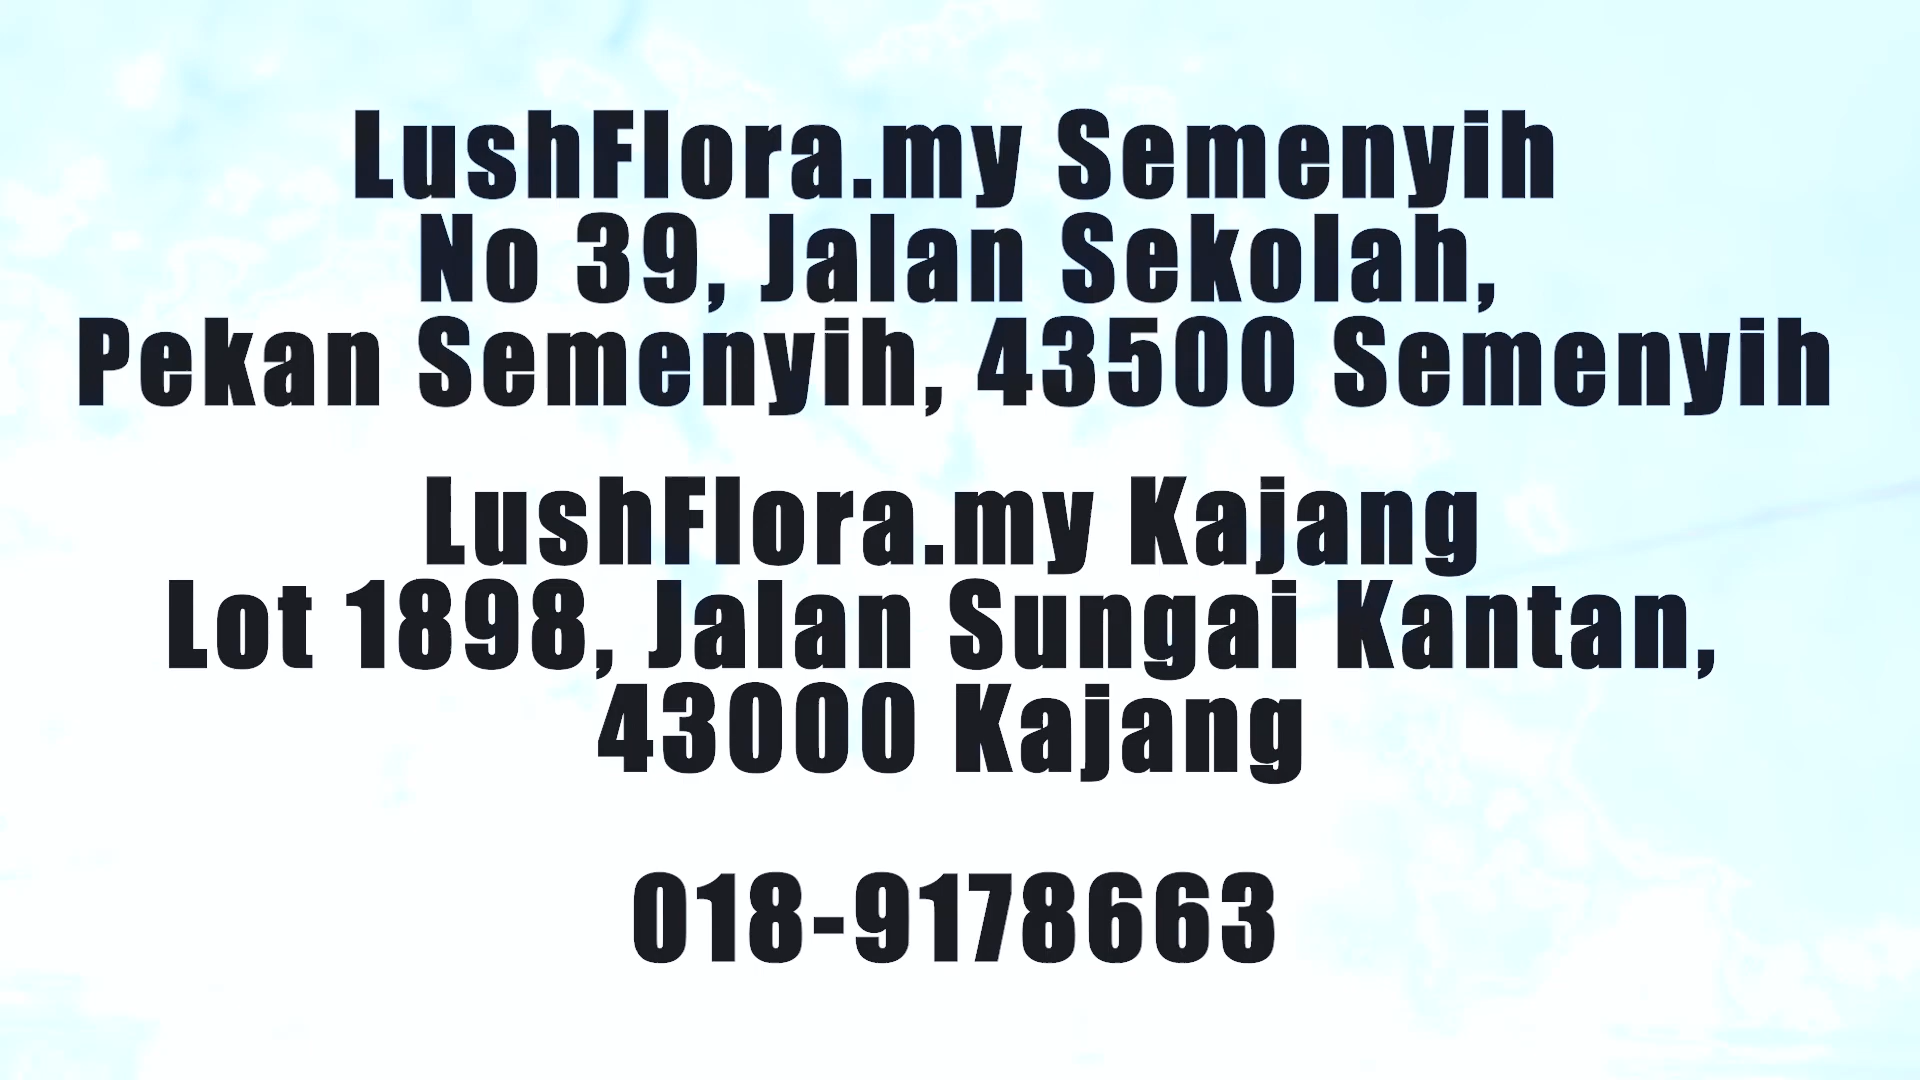 LushFlora.my Semenyih
No 39, Jalan Sekolah,
Pekan Semenyih, 43500 Semenyih
LushFlora.my Kajang
Lot 1898, Jalan Sungai Kantan,
43000 Kajang
018-9178663